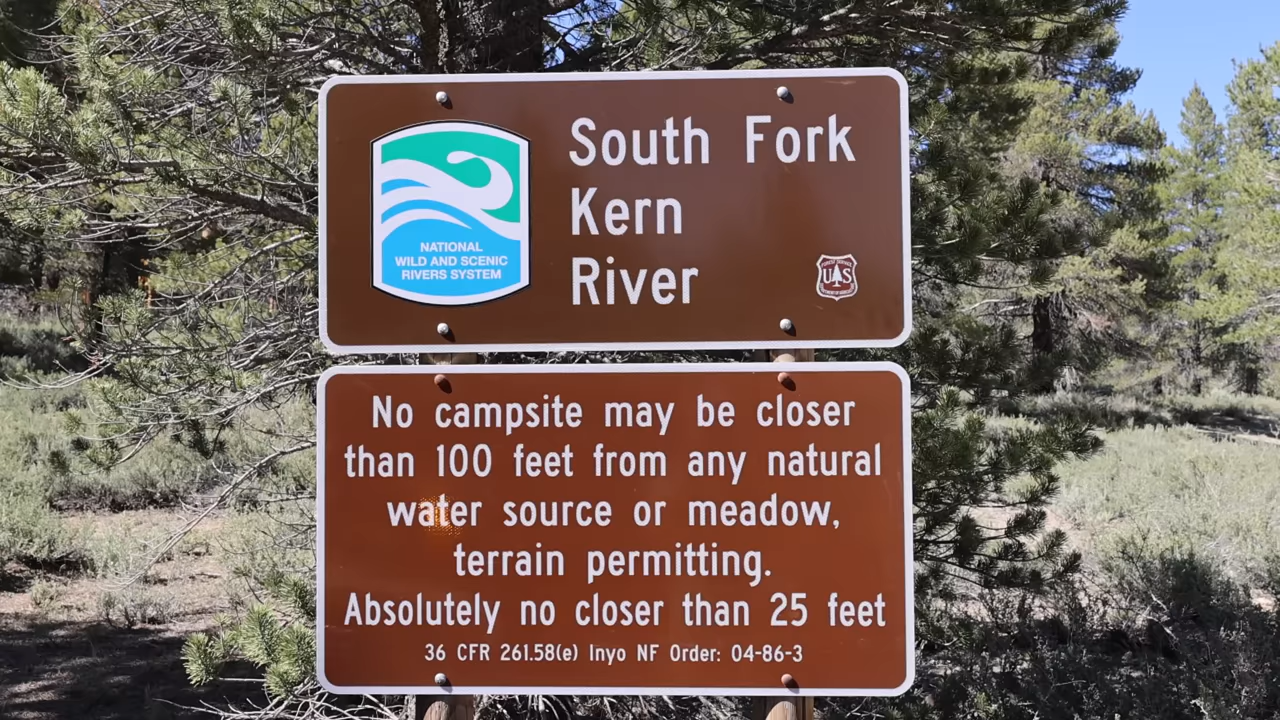 South Fork
Kern
River
NATIONAL
WILD AND SCENIC
RIVERS SYSTEM
FOREST SERVICE
U S
No campsite may be closer
than 100 feet from any natural
water source or meadow,
terrain permitting.
Absolutely no closer than 25 feet
36 CFR 261.58(e) Inyo NF Order: 04-86-3